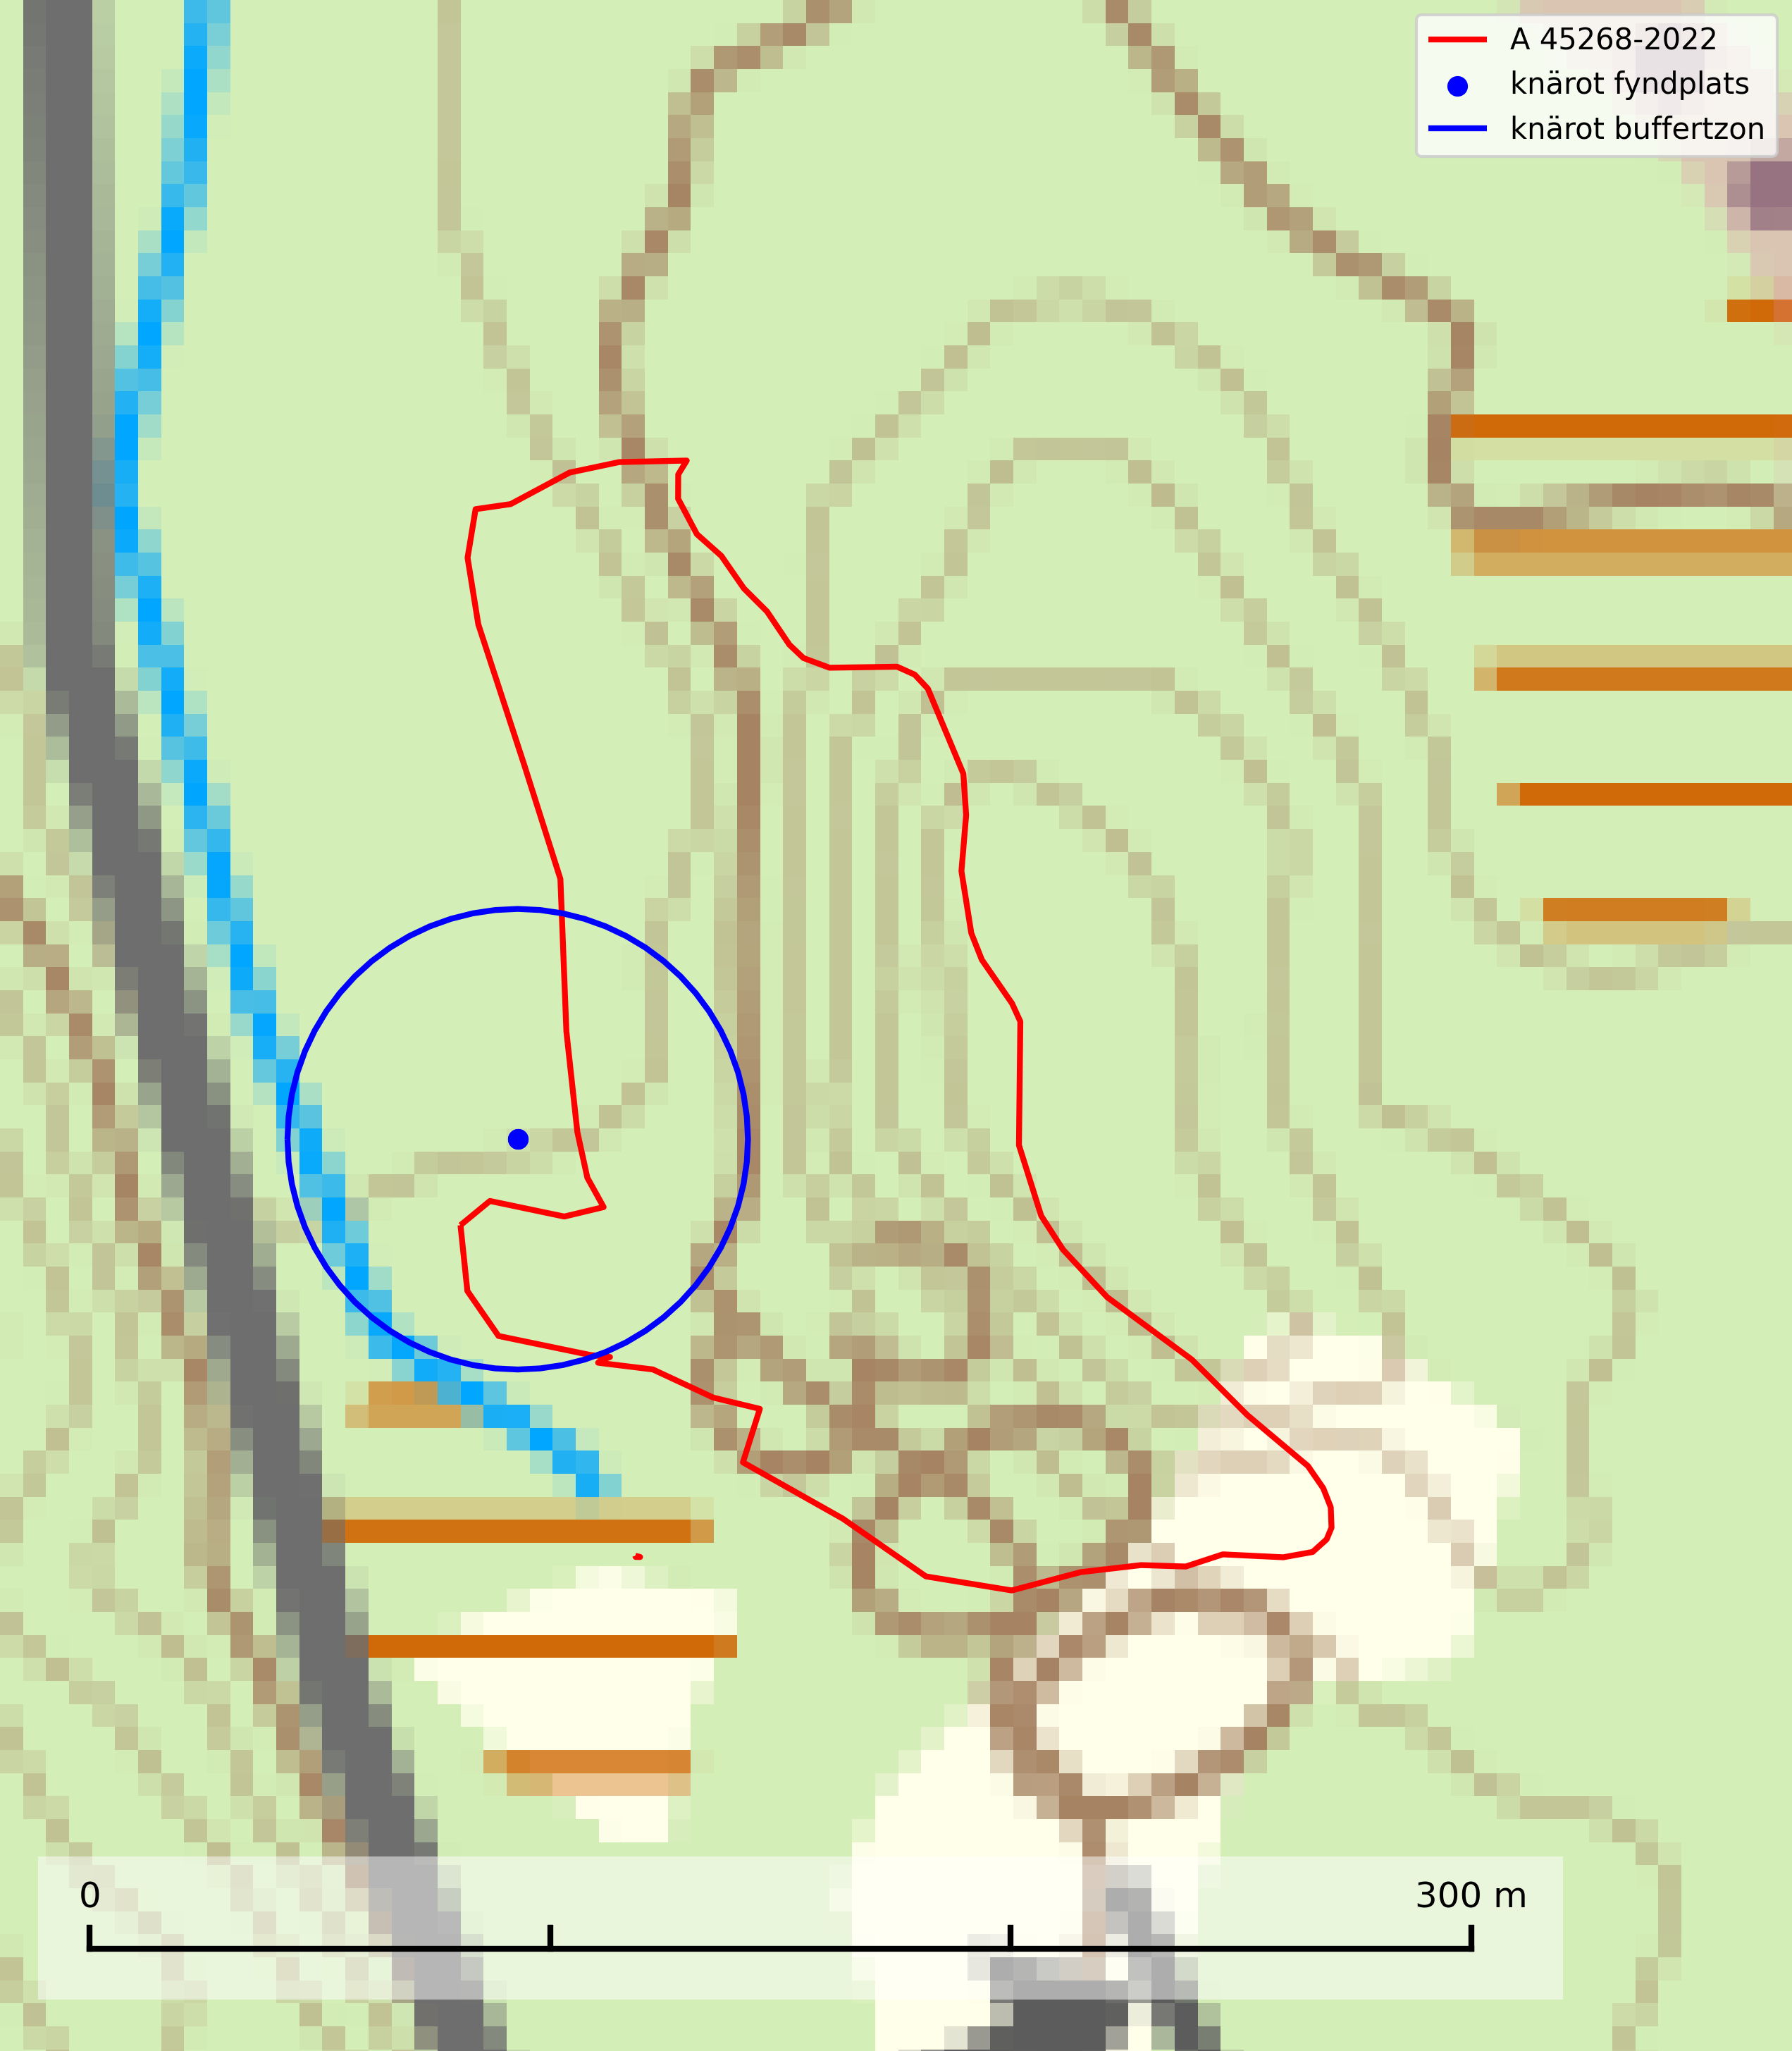 A 45268-2022
knärot fyndplats
knärot buffertzon
0 300 m